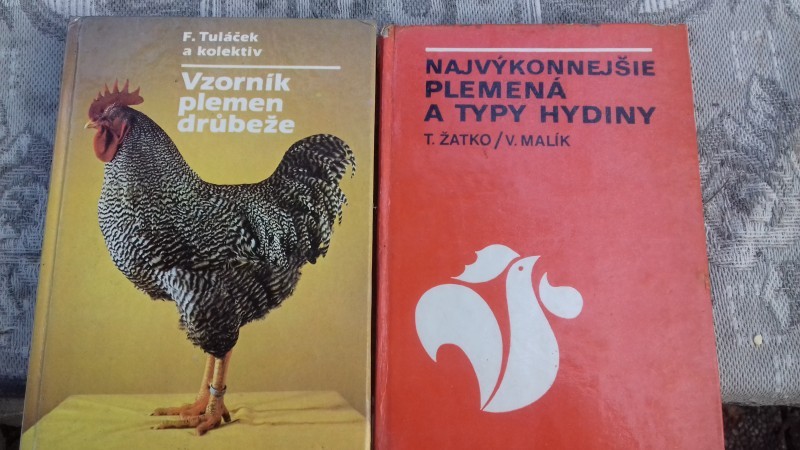 F. Tuláček
a kolektiv
Vzorník
plemen
drůbeže
NAJVÝKONNEJŠIE
PLEMENÁ
A TYPY HYDINY
T. ŽATKO/V. MALÍK